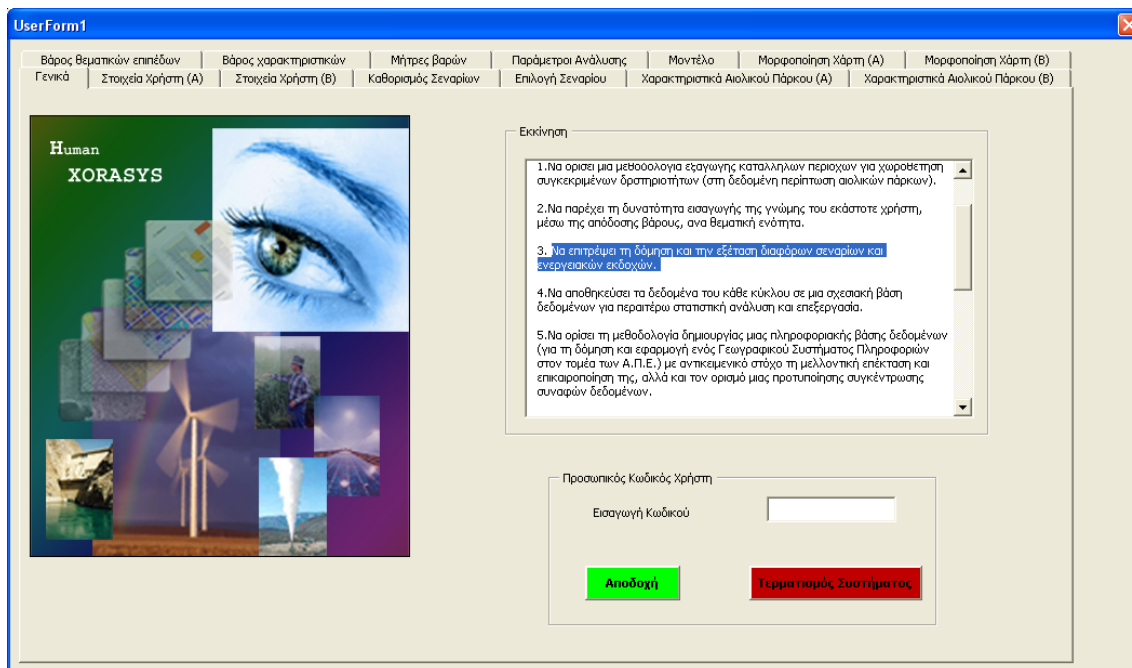 UserForm1
Βάρος θεματικών επιπέδων Βάρος χαρακτηριστικών Μήτρες βαρών Παράμετροι Ανάλυσης Μοντέλο Μορφοποίηση Χάρτη (Α) Μορφοποίηση Χάρτη (Β)
Γενικά Στοιχεία Χρήστη (Α) Στοιχεία Χρήστη (Β) Καθορισμός Σεναρίων Επιλογή Σεναρίου Χαρακτηριστικά Αιολικού Πάρκου (Α) Χαρακτηριστικά Αιολικού Πάρκου (Β)
Human
XORASYS
Εκκίνηση
1.Να ορίσει μια μεθοδολογία εξαγωγής κατάλληλων περιοχών για χωροθέτηση
συγκεκριμένων δρστηριοτήτων (στη δεδομένη περίπτωση αιολικών πάρκων).
2.Να παρέχει τη δυνατότητα εισαγωγής της γνώμης του εκάστοτε χρήστη,
μέσω της απόδοσης βάρους, ανα θεματική ενότητα.
3. Να επιτρέψει τη δόμηση και την εξέταση διαφόρων σεναρίων και
ενεργειακών εκδοχών.
4.Να αποθηκεύσει τα δεδομένα του κάθε κύκλου σε μια σχεσιακή βάση
δεδομένων για περαιτέρω στατιστική ανάλυση και επεξεργασία.
5.Να ορίσει τη μεθοδολογία δημιουργίας μιας πληροφοριακής βάσης δεδομένων
(για τη δόμηση και εφαρμογή ενός Γεωγραφικού Συστήματος Πληροφοριών
στον τομέα των Α.Π.Ε.) με αντικειμενικό στόχο τη μελλοντική επέκταση και
επικαιροποίηση της, αλλά και τον ορισμό μιας προτυποίησης συγκέντρωσης
συναφών δεδομένων.
Προσωπικός Κωδικός Χρήστη
Εισαγωγή Κωδικού
Αποδοχή Τερματισμός Συστήματος